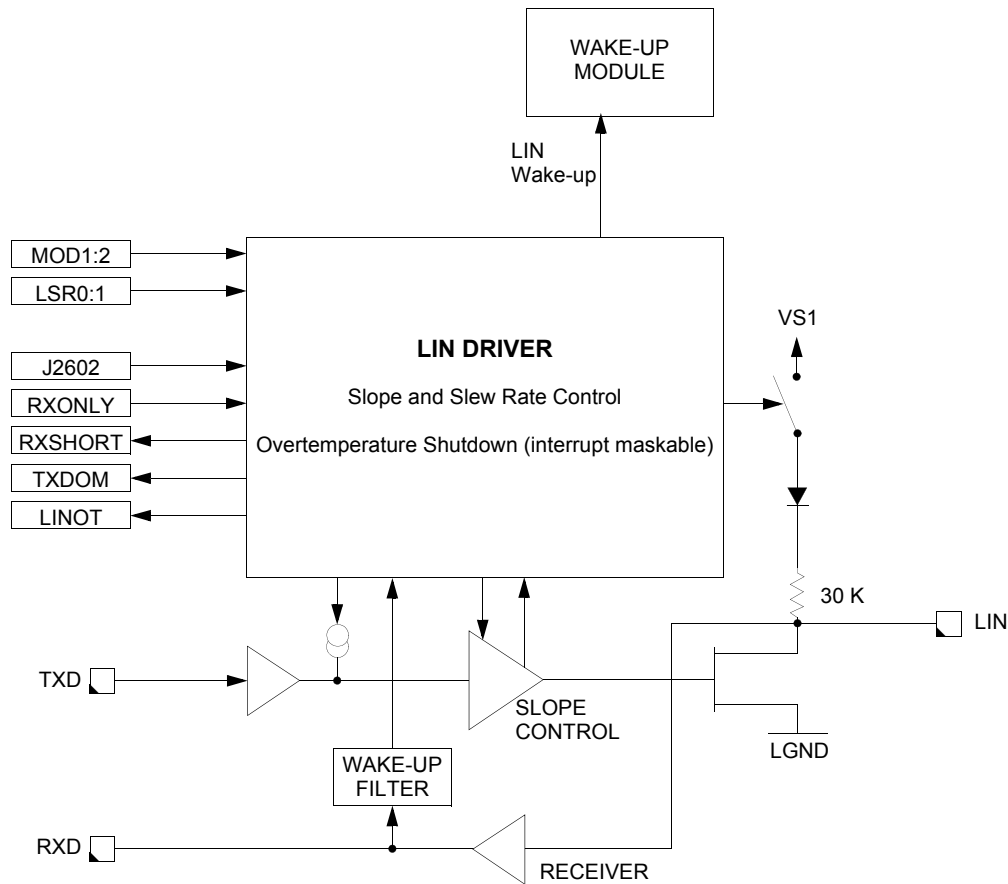 WAKE-UP
MODULE
LIN
Wake-up
MOD1:2
LSR0:1
J2602
RXONLY
RXSHORT
TXDOM
LINOT
LIN DRIVER
Slope and Slew Rate Control
Overtemperature Shutdown (interrupt maskable)
VS1
30 K
LIN
TXD
SLOPE
CONTROL
LGND
WAKE-UP
FILTER
RXD
RECEIVER